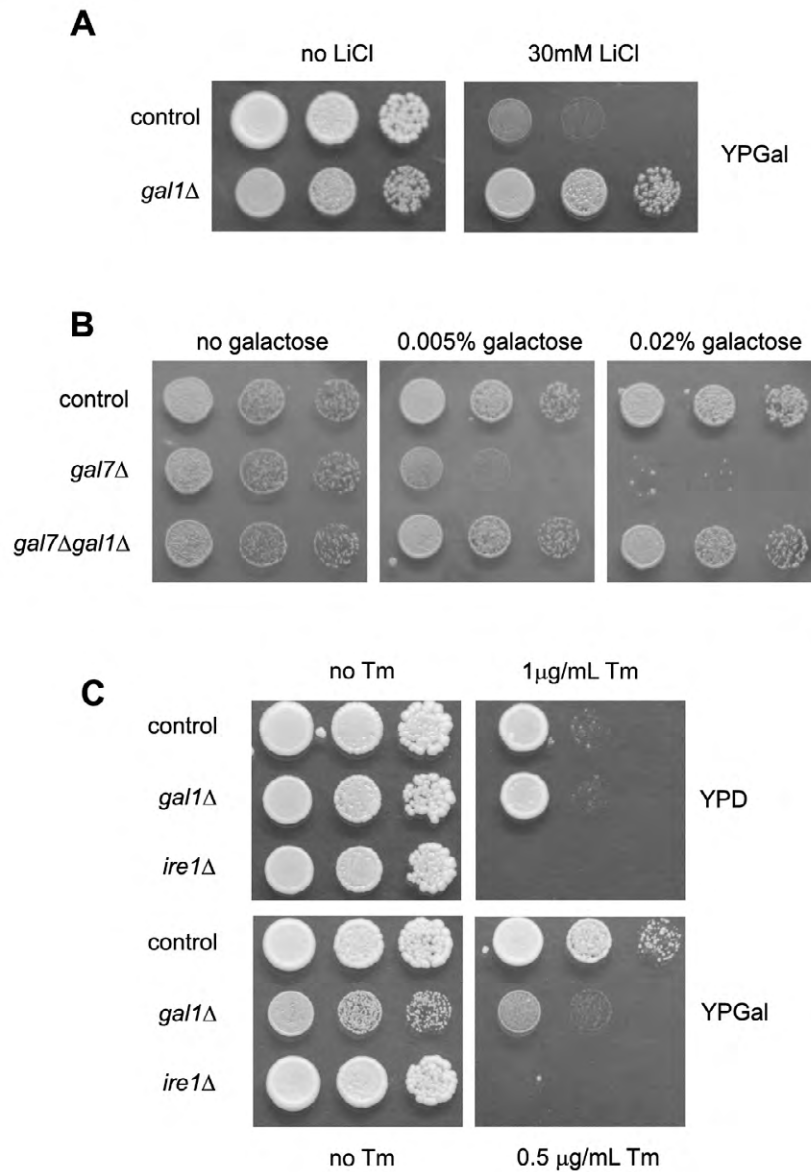 A
no LiCl 30mM LiCl
control
gal1Δ
YPGal
B
no galactose 0.005% galactose 0.02% galactose
control
gal7Δ
gal7Δgal1Δ
C
no Tm 1μg/mL Tm
control
gal1Δ
ire1Δ
YPD
control
gal1Δ
ire1Δ
YPGal
no Tm 0.5 μg/mL Tm